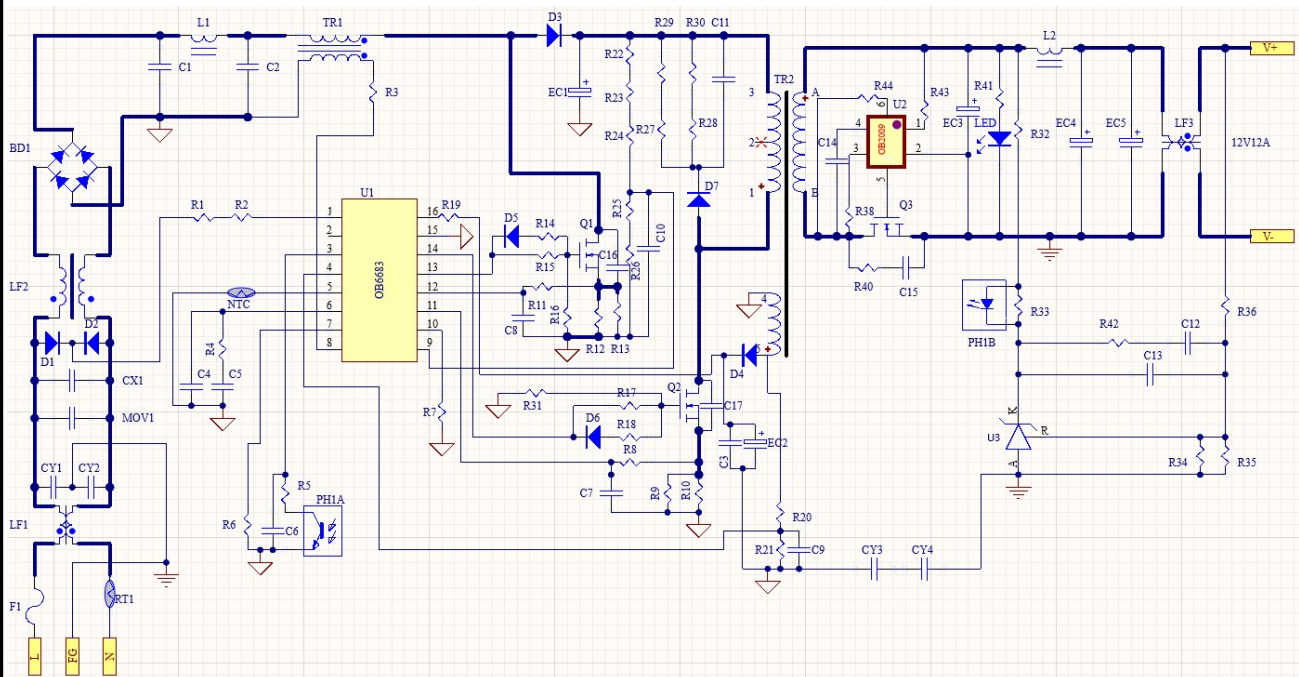 L1 TR1 D3 R29 R30 C11
R22
C1 C2 EC1 R23 R3
R24 R27 R28
BD1
TR2 3 2 1 A B
R44 U2 6 R43 R41
4 3 OB2009 1 2 5
C14 EC3 LED R32 EC4 EC5 L2 LF3
V+
12V12A
V-
R38 Q3
R40 C15
U1
OB6683
1 2 3 4 5 6 7 8
16 15 14 13 12 11 10 9
R1 R2 R19
D5 R14 Q1 R25 C10 D7
R15 C16 R26
LF2
NTC
R11 C8 R16 R12 R13
D2
D1
R4
C4 C5
CX1
MOV1
R7
4 5
D4
R31 R17 Q2 C17
D6 R18
R8
C3 EC2
C7 R9 R10
CY1 CY2
R5 PH1A
R6 C6
LF1
R20
R21 C9 CY3 CY4
PH1B R33
R42 C12 R36
C13
K
U3 R
A
R34 R35
F1 RT1
L FG N